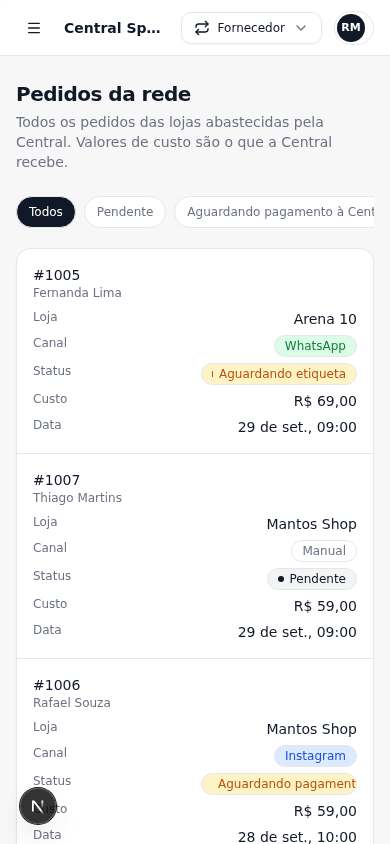 Central Sp...
Fornecedor
RM
Pedidos da rede
Todos os pedidos das lojas abastecidas pela
Central. Valores de custo são o que a Central
recebe.
Todos
Pendente
Aguardando pagamento à Cent
#1005
Fernanda Lima
Loja
Arena 10
Canal
WhatsApp
Status
Aguardando etiqueta
Custo
R$ 69,00
Data
29 de set., 09:00
#1007
Thiago Martins
Loja
Mantos Shop
Canal
Manual
Status
Pendente
Custo
R$ 59,00
Data
29 de set., 09:00
#1006
Rafael Souza
Loja
Mantos Shop
Canal
Instagram
Status
Aguardando pagament
N
sto
R$ 59,00
Data
28 de set., 10:00